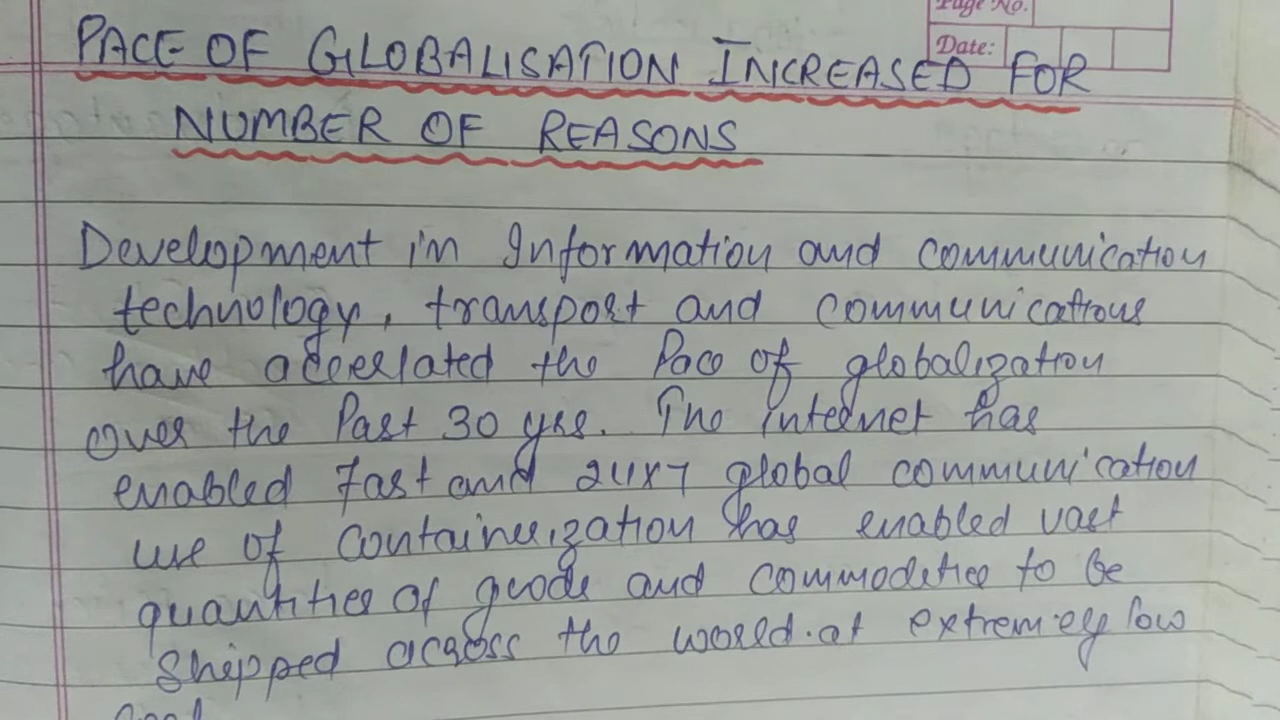 Page No.
Date:
PACE OF GLOBALISATION INCREASED FOR
NUMBER OF REASONS
Development in Information and communication
technology, transport and communications
have acceerlated the Pace of globalization
over the Past 30 yrs. The internet has
enabled fast and 24x7 global communication
use of containerization has enabled vast
quantities of goods and commodities to be
shipped across the world.at extremely low